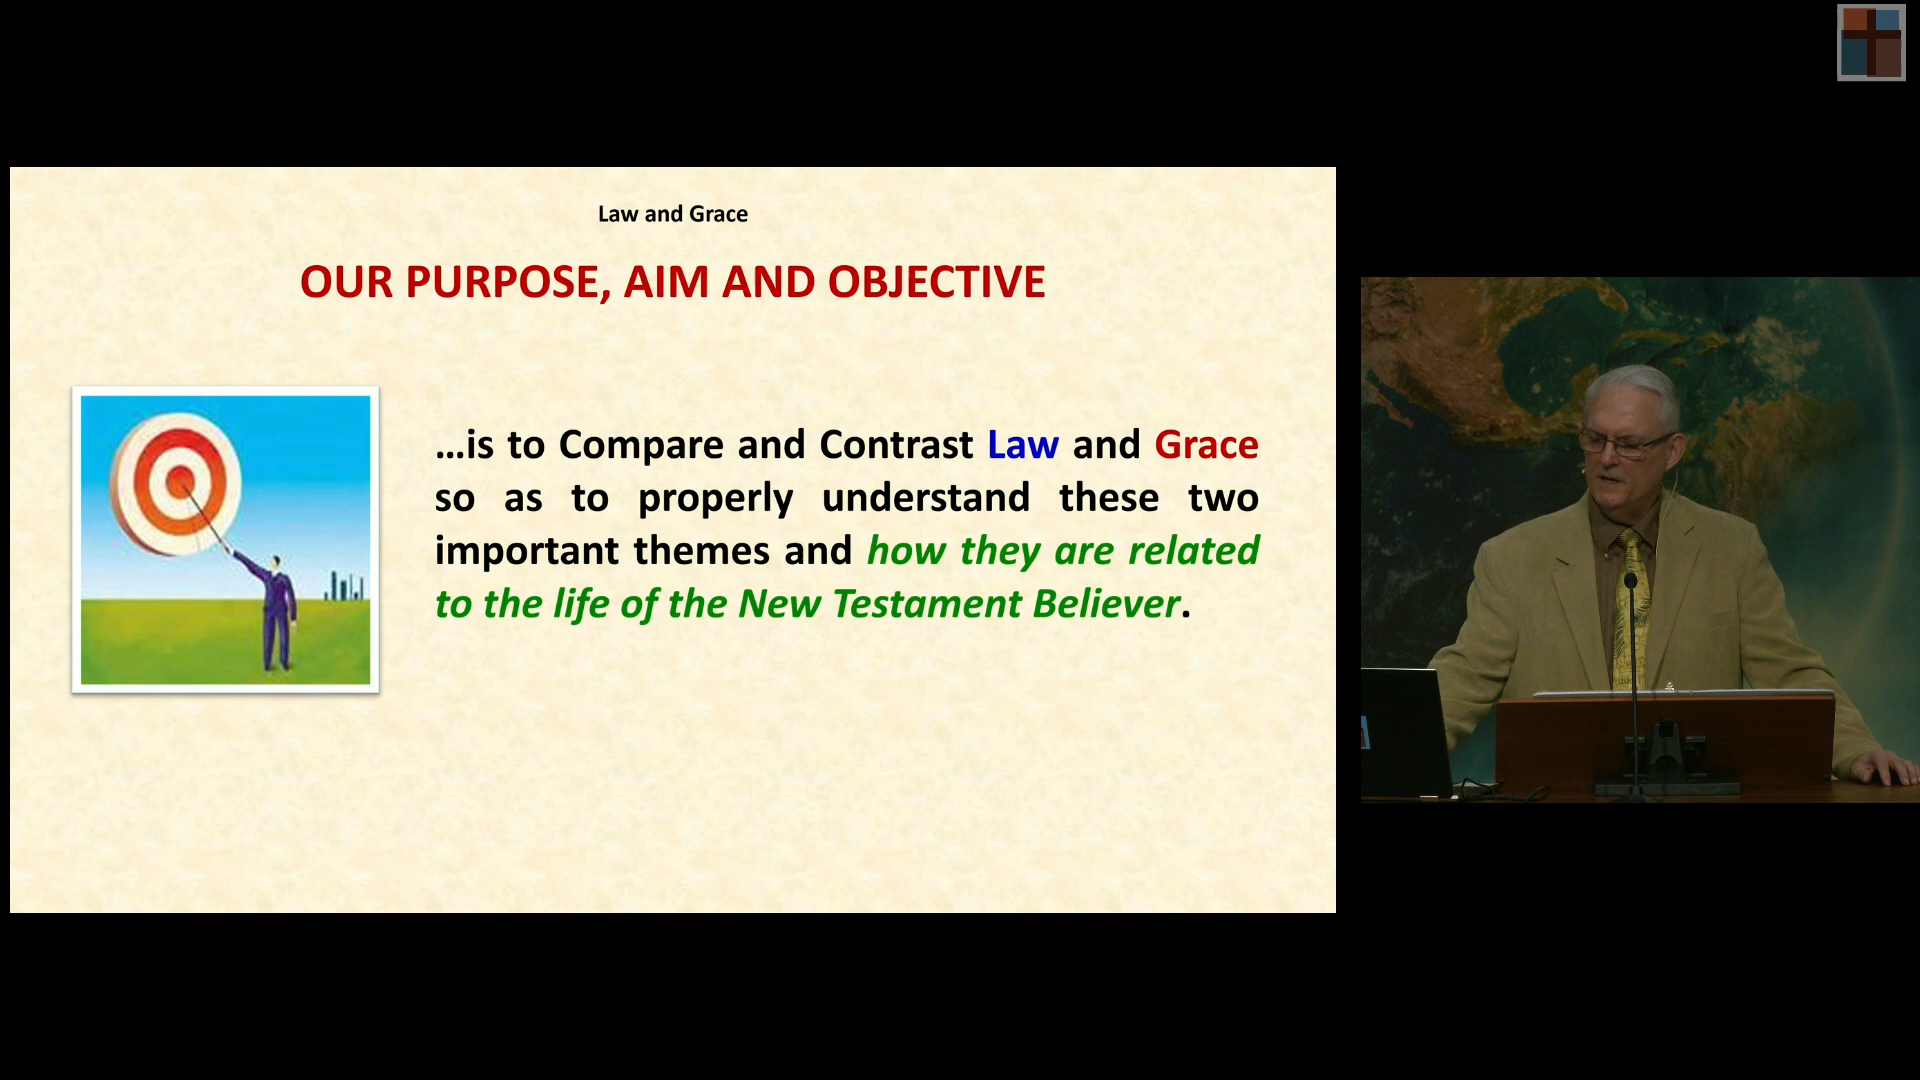 Law and Grace
OUR PURPOSE, AIM AND OBJECTIVE
…is to Compare and Contrast Law and Grace
so as to properly understand these two
important themes and how they are related
to the life of the New Testament Believer.